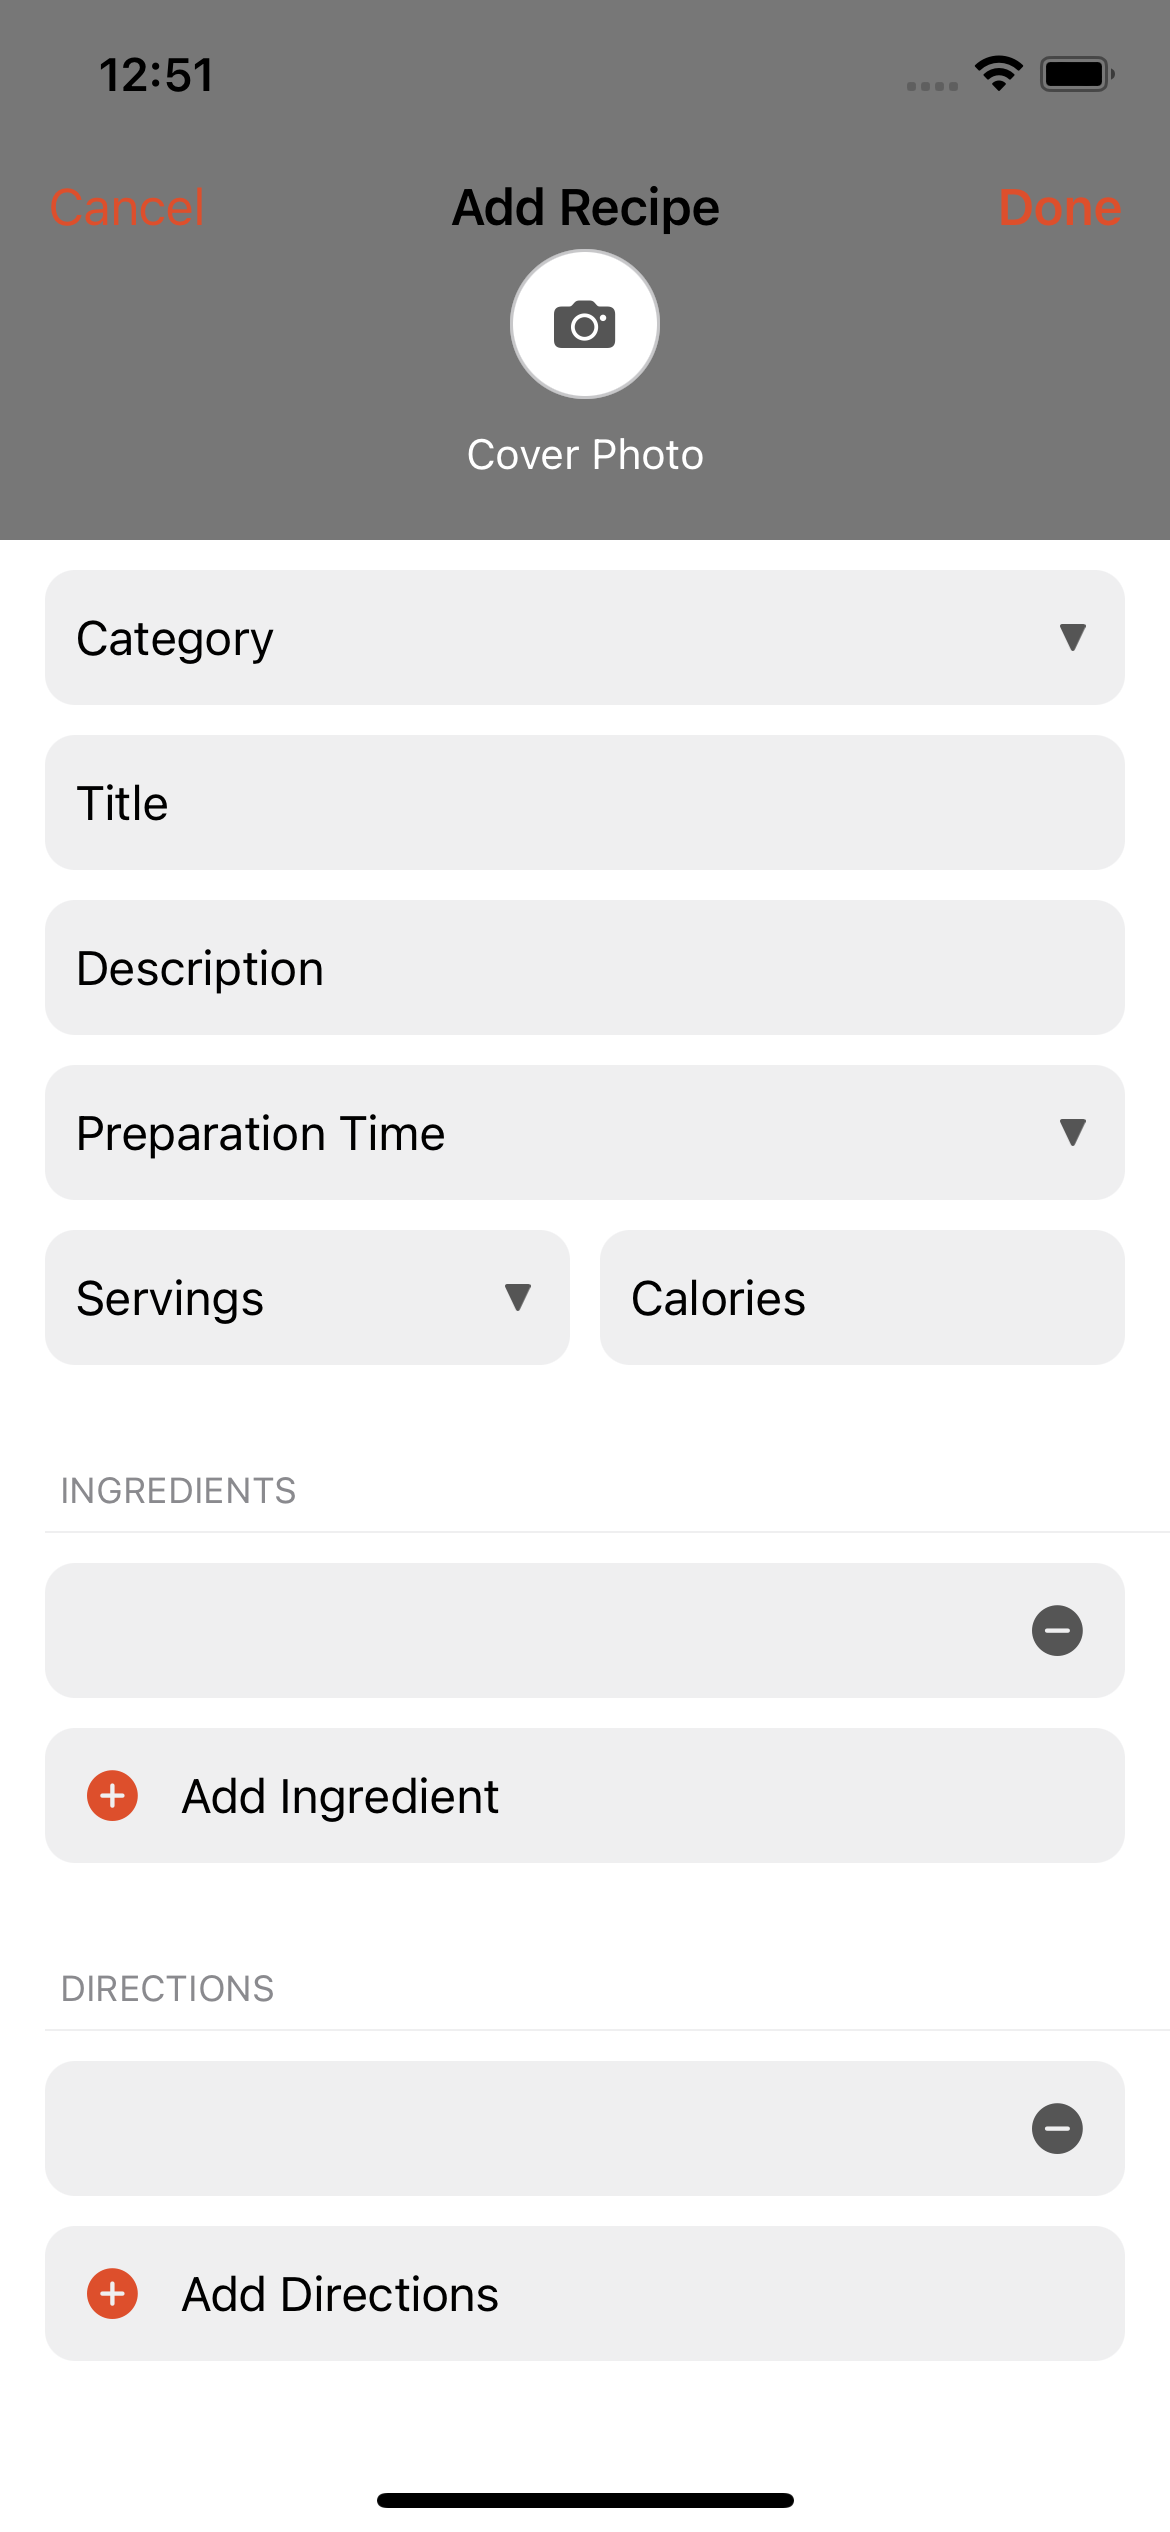 12:51
Cancel Add Recipe Done
Cover Photo
Category
Title
Description
Preparation Time
Servings Calories
INGREDIENTS
Add Ingredient
DIRECTIONS
Add Directions